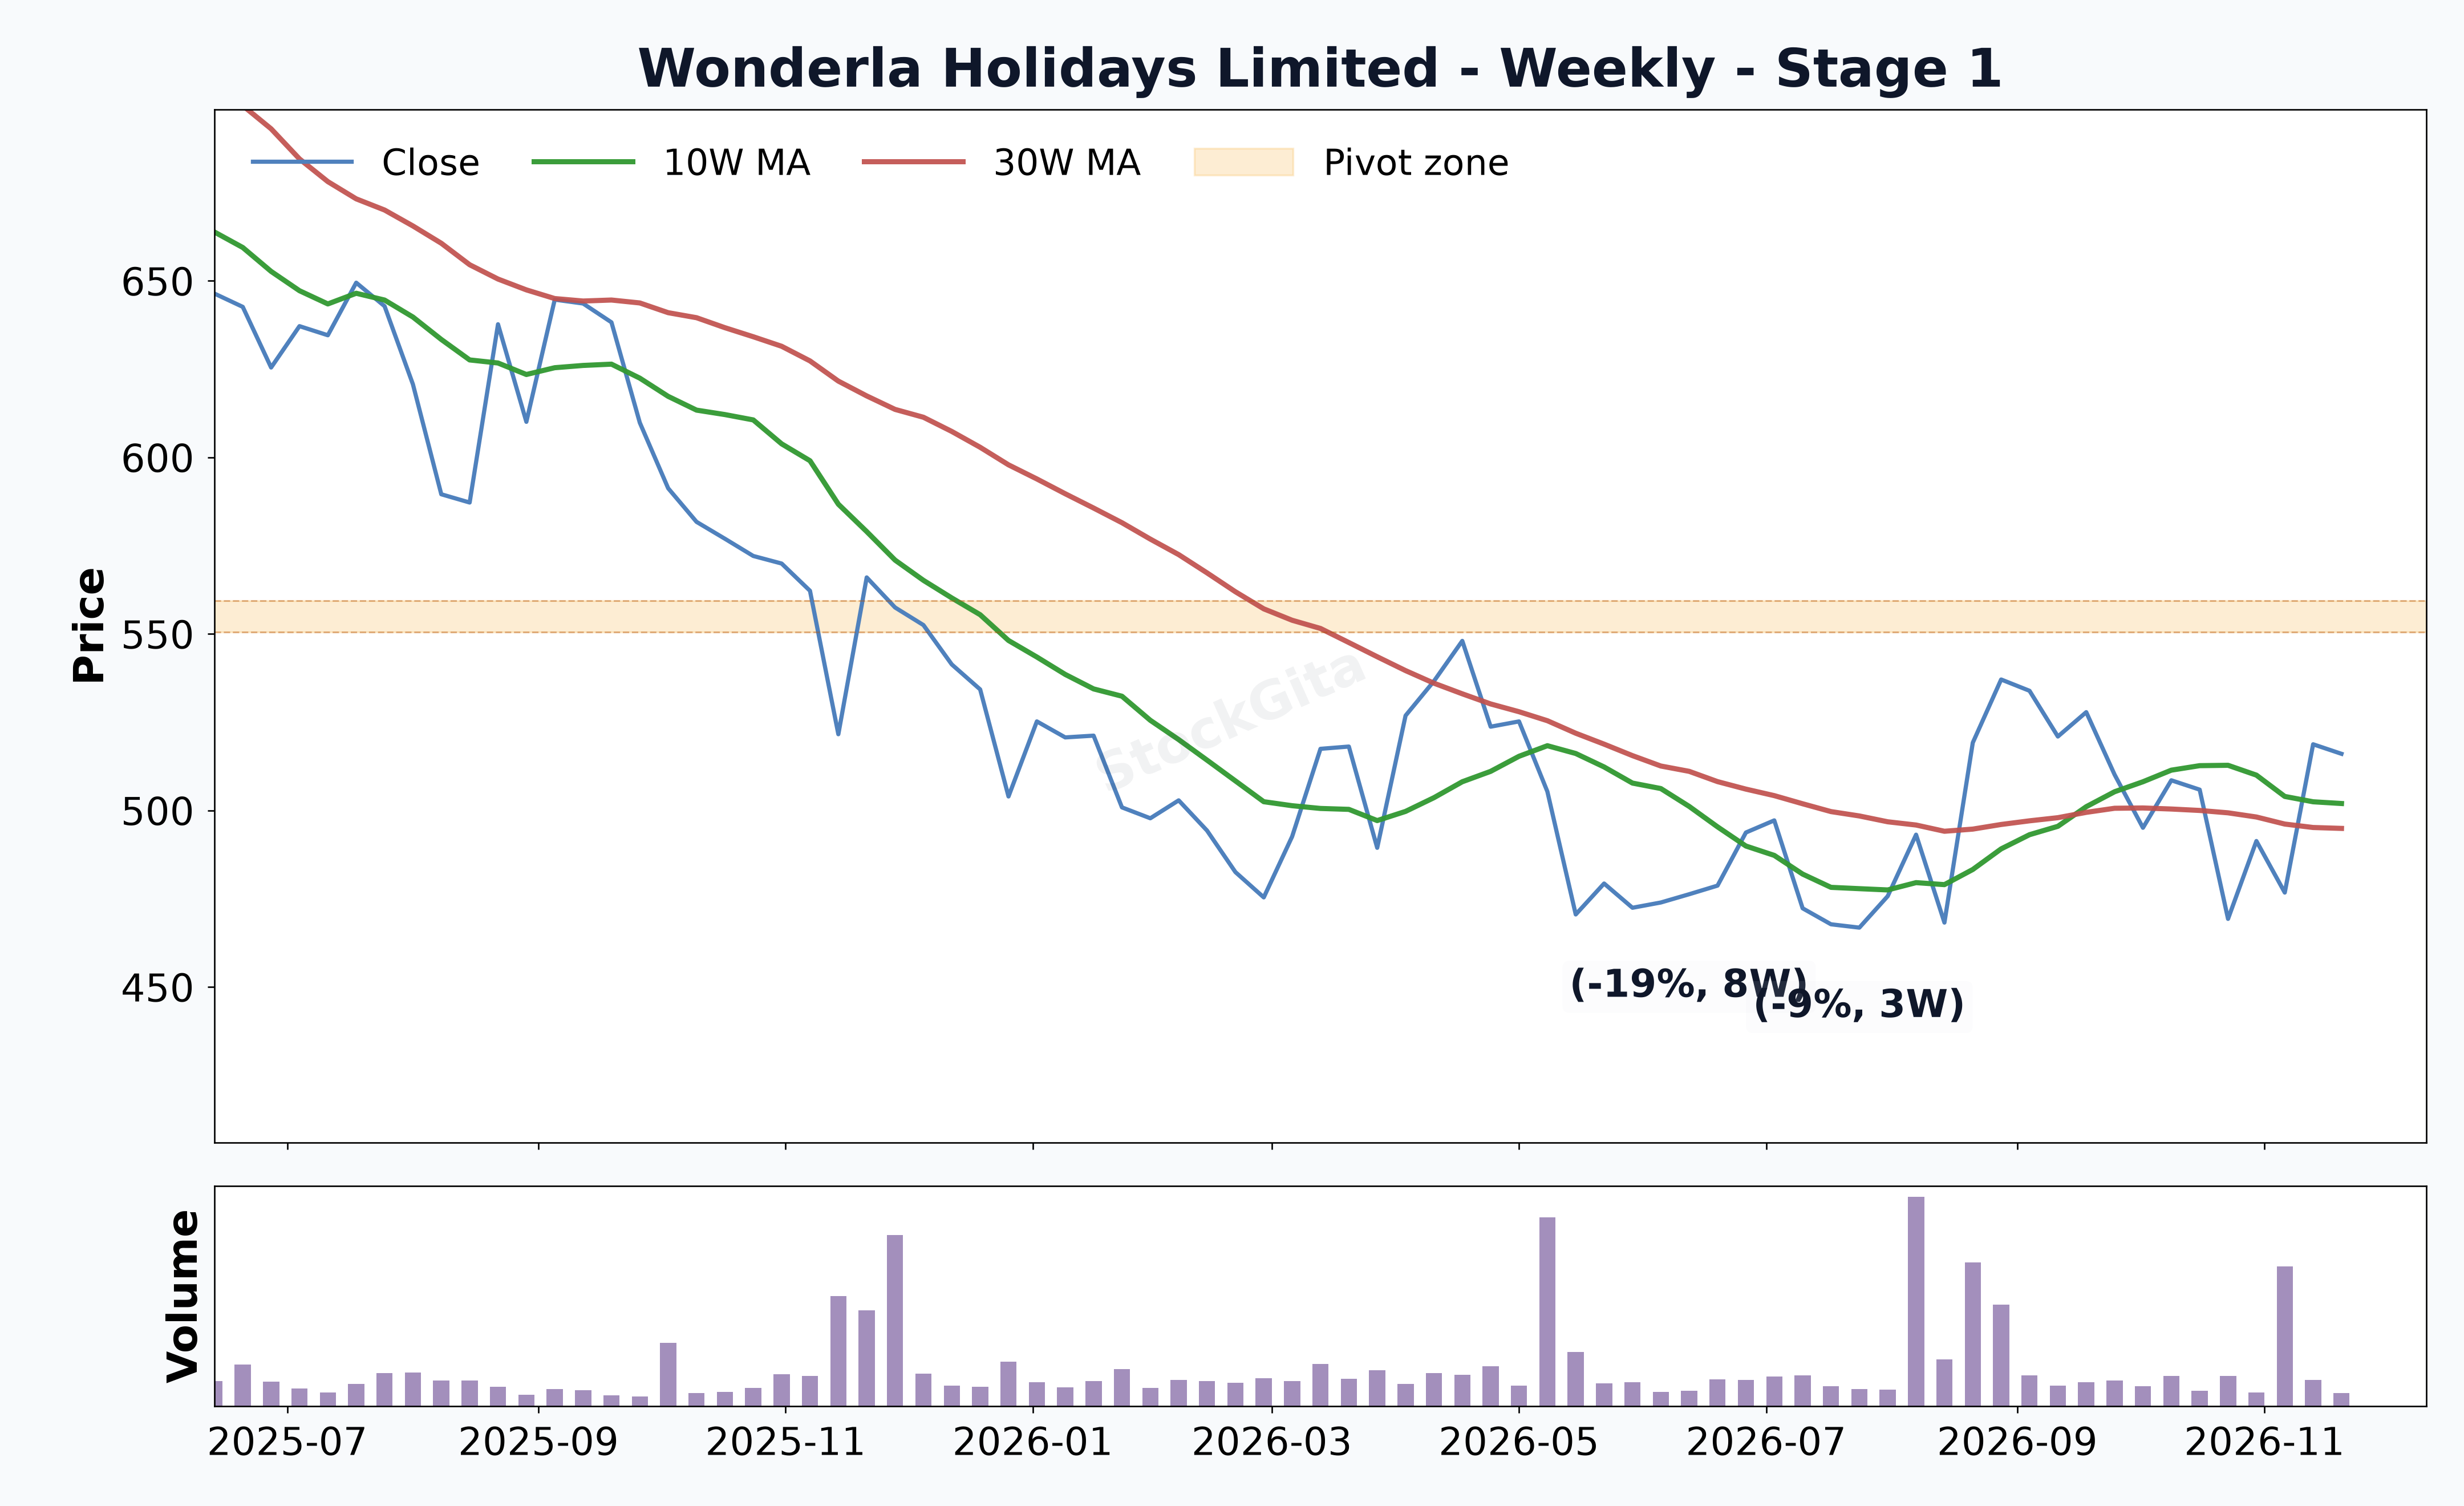 Wonderla Holidays Limited - Weekly - Stage 1
Close 10W MA 30W MA Pivot zone
Price
650
600
550
500
450
StockGita
(-19%, 8W)
(-9%, 3W)
Volume
2025-07 2025-09 2025-11 2026-01 2026-03 2026-05 2026-07 2026-09 2026-11